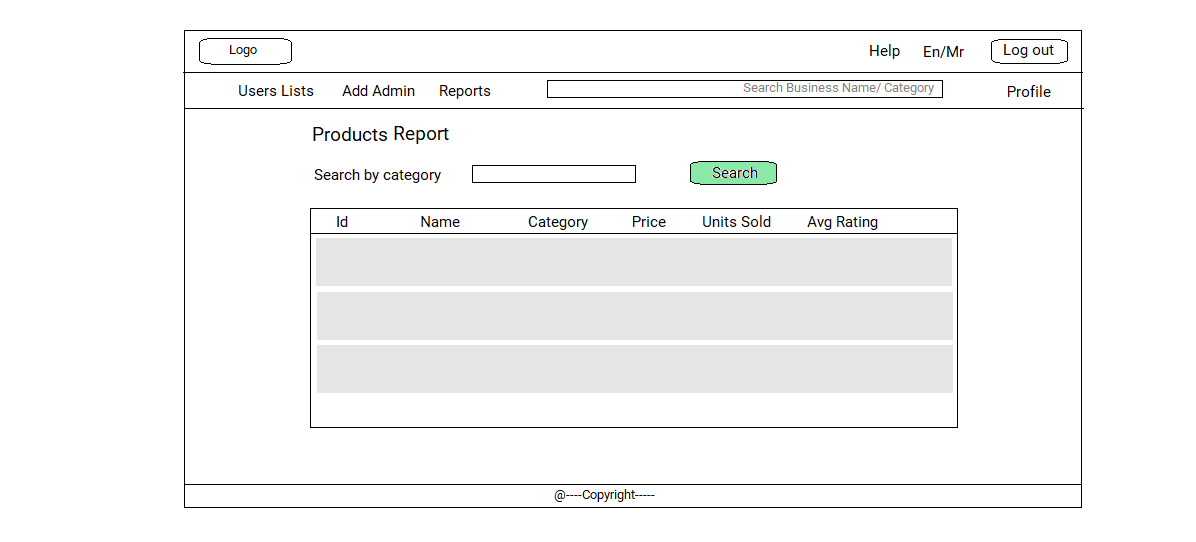 Logo
Help En/Mr Log out
Users Lists Add Admin Reports Search Business Name/ Category Profile
Products Report
Search by category Search
Id Name Category Price Units Sold Avg Rating
@----Copyright-----